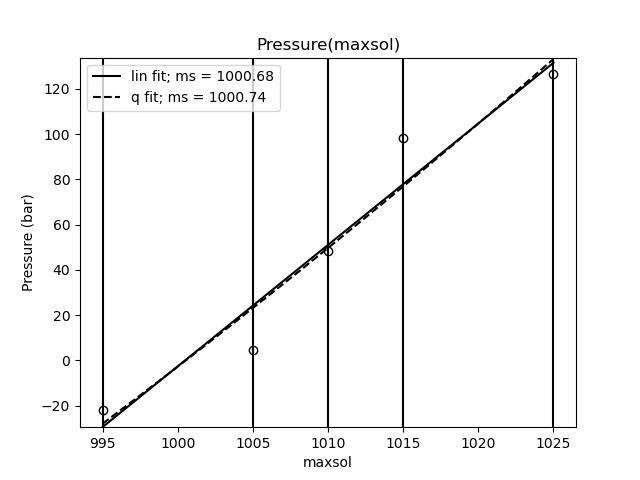 Pressure(maxsol)
lin fit; ms = 1000.68
q fit; ms = 1000.74
Pressure (bar)
120
100
80
60
40
20
0
−20
995 1000 1005 1010 1015 1020 1025
maxsol